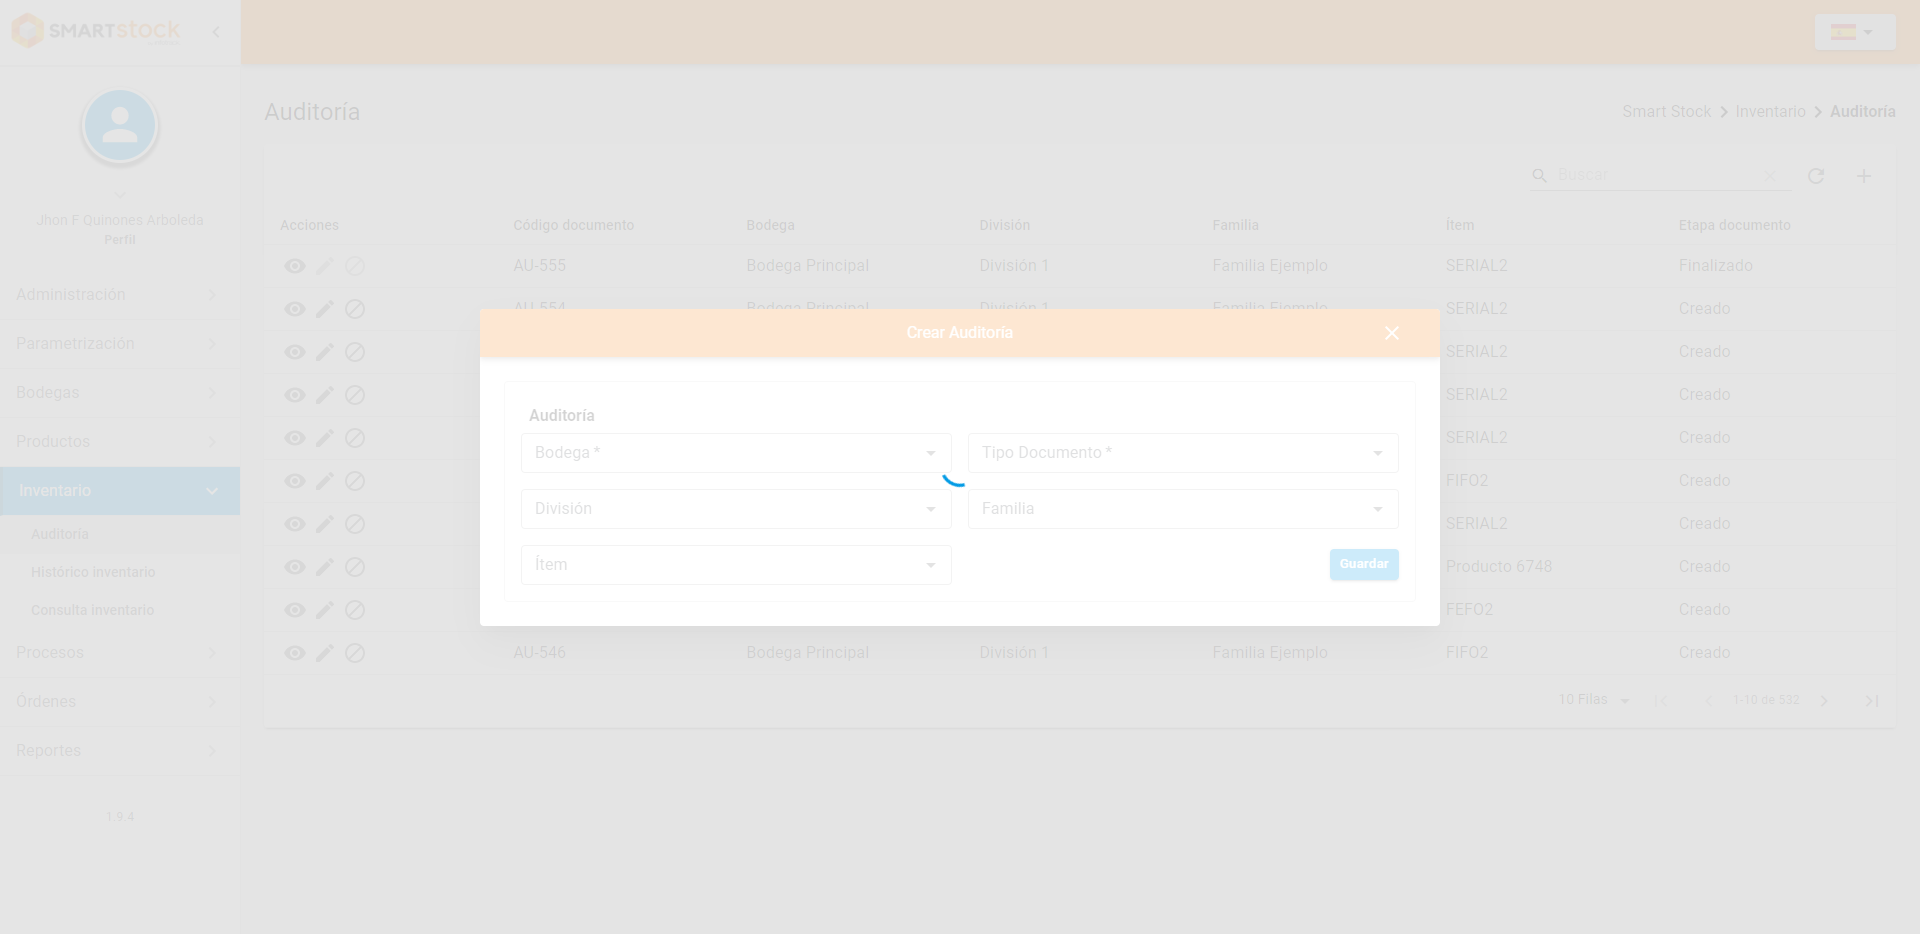 SMARTstock
Auditoría
Smart Stock > Inventario > Auditoría
Jhon F Quinones Arboleda
Perfil
Administración
Parametrización
Bodegas
Productos
Inventario
Auditoría
Histórico inventario
Consulta inventario
Procesos
Órdenes
Reportes
1.9.4
Buscar
Acciones Código documento Bodega División Familia Ítem Etapa documento
AU-555 Bodega Principal División 1 Familia Ejemplo SERIAL2 Finalizado
AU-554 Bodega Principal División 1 Familia Ejemplo SERIAL2 Creado
SERIAL2 Creado
SERIAL2 Creado
SERIAL2 Creado
FIFO2 Creado
SERIAL2 Creado
Producto 6748 Creado
FEFO2 Creado
AU-546 Bodega Principal División 1 Familia Ejemplo FIFO2 Creado
10 Filas 1-10 de 532
Crear Auditoria
Auditoría
Bodega * Tipo Documento *
División Familia
Ítem Guardar